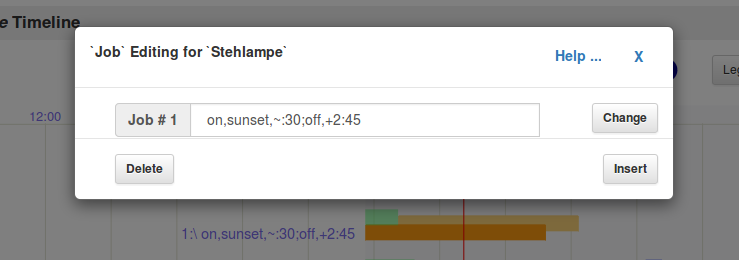 e Timeline
`Job` Editing for `Stehlampe`
Help ...
X
Leg
12:00
Job # 1
on,sunset,~:30;off,+2:45
Change
Delete
Insert
1:\ on,sunset,~:30;off,+2:45